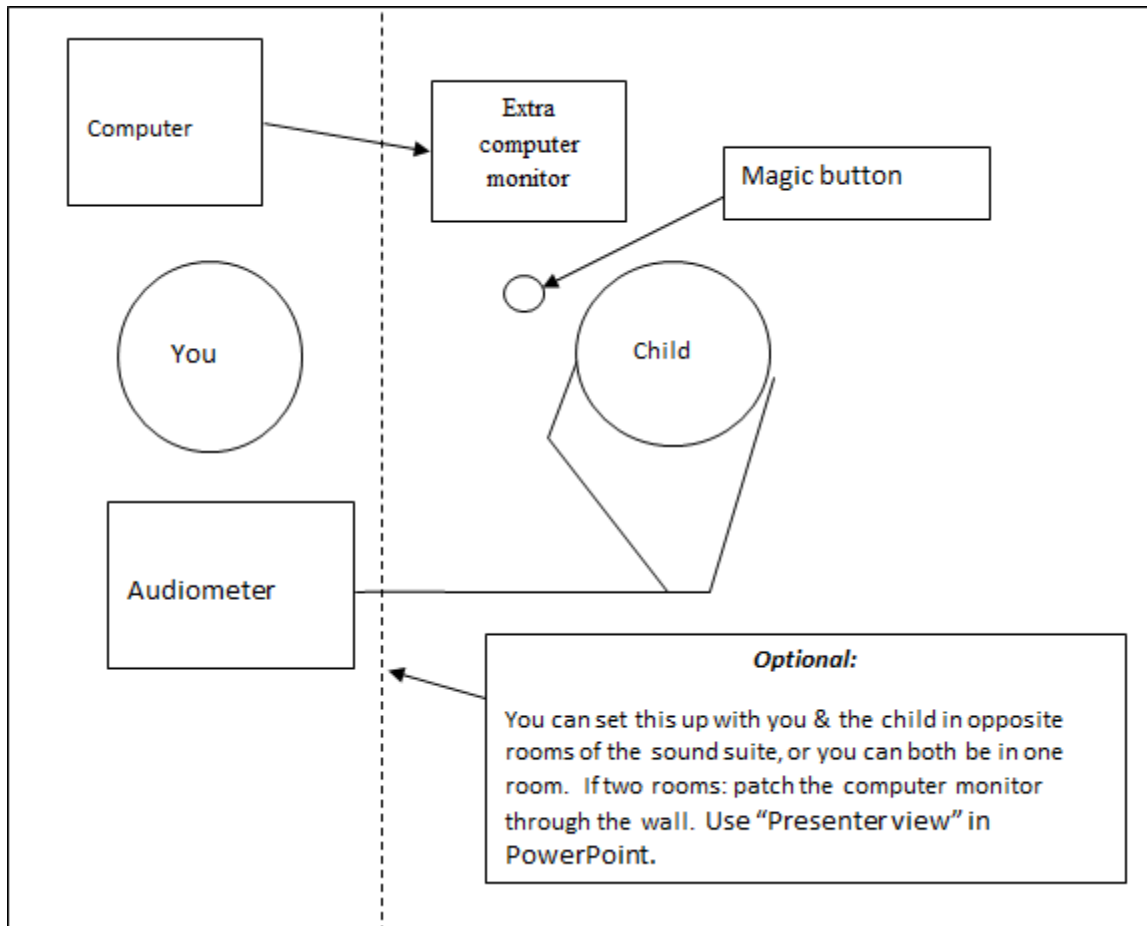 Computer
Extra
computer
monitor
Magic button
You
Child
Audiometer
Optional:
You can set this up with you & the child in opposite
rooms of the sound suite, or you can both be in one
room.  If two rooms: patch the computer monitor
through the wall. Use “Presenter view” in
PowerPoint.